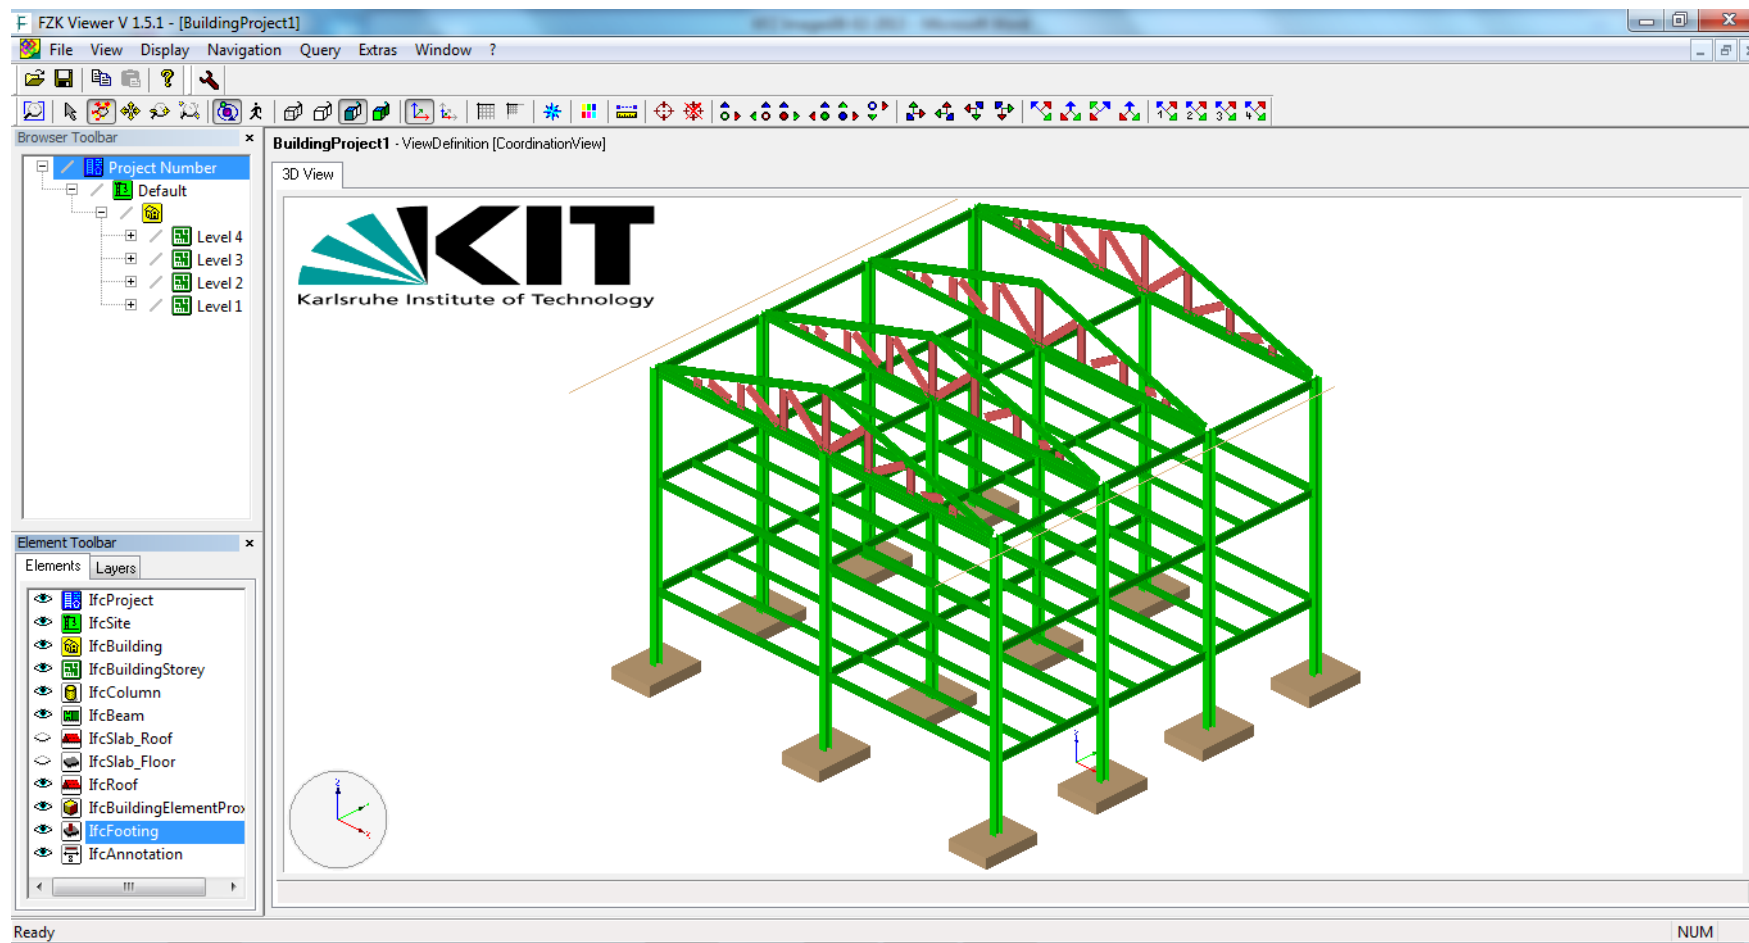 FZK Viewer V 1.5.1 - [BuildingProject1]
File View Display Navigation Query Extras Window ?
Browser Toolbar
Project Number
Default
Level 4
Level 3
Level 2
Level 1
BuildingProject1 - ViewDefinition [CoordinationView]
3D View
KIT
Karlsruhe Institute of Technology
Element Toolbar
Elements Layers
IfcProject
IfcSite
IfcBuilding
IfcBuildingStorey
IfcColumn
IfcBeam
IfcSlab_Roof
IfcSlab_Floor
IfcRoof
IfcBuildingElementProx
IfcFooting
IfcAnnotation
Ready
NUM